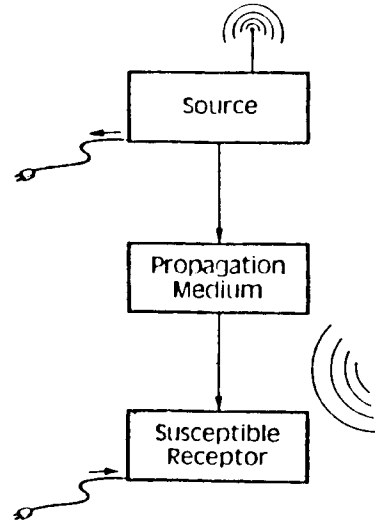 Source
Propagation
Medium
Susceptible
Receptor